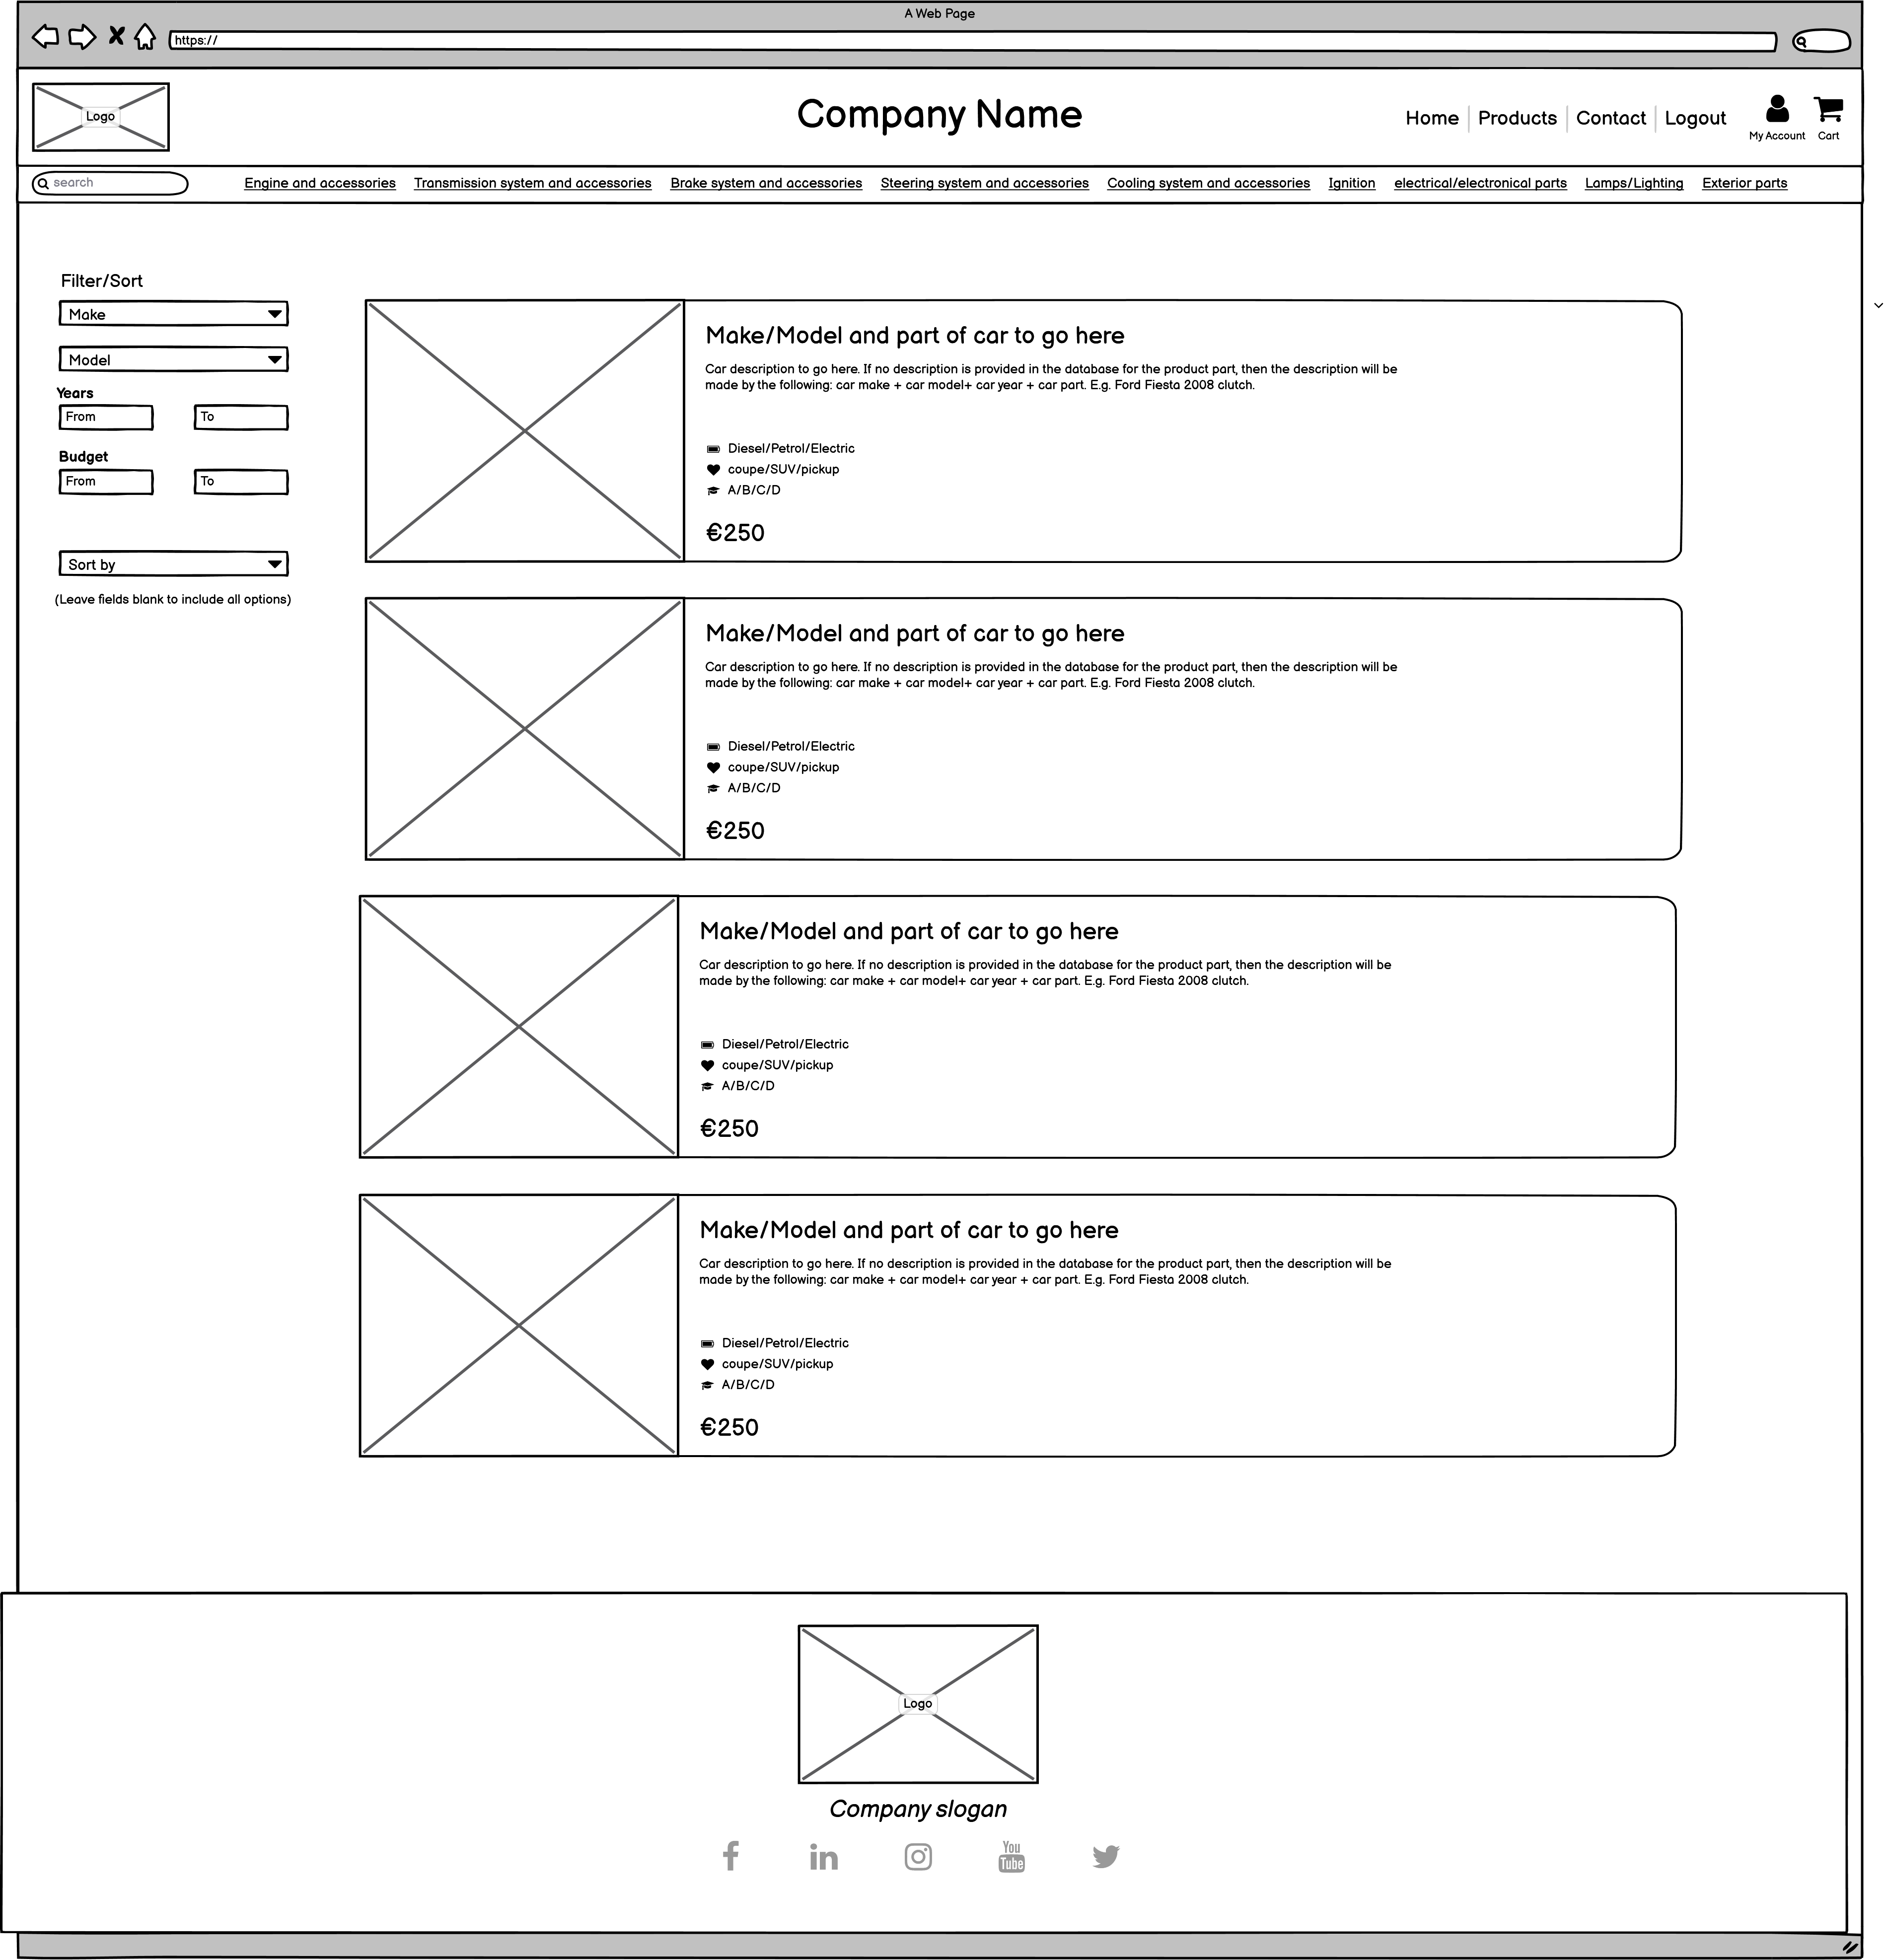 A Web Page
https://
Logo
Company Name
Home Products Contact Logout
My Account Cart
search
Engine and accessories Transmission system and accessories Brake system and accessories Steering system and accessories Cooling system and accessories Ignition electrical/electronical parts Lamps/Lighting Exterior parts
Filter/Sort
Make
Model
Years
From To
Budget
From To
Sort by
(Leave fields blank to include all options)
Make/Model and part of car to go here
Car description to go here. If no description is provided in the database for the product part, then the description will be
made by the following: car make + car model+ car year + car part. E.g. Ford Fiesta 2008 clutch.
Diesel/Petrol/Electric
coupe/SUV/pickup
A/B/C/D
€250
Make/Model and part of car to go here
Car description to go here. If no description is provided in the database for the product part, then the description will be
made by the following: car make + car model+ car year + car part. E.g. Ford Fiesta 2008 clutch.
Diesel/Petrol/Electric
coupe/SUV/pickup
A/B/C/D
€250
Make/Model and part of car to go here
Car description to go here. If no description is provided in the database for the product part, then the description will be
made by the following: car make + car model+ car year + car part. E.g. Ford Fiesta 2008 clutch.
Diesel/Petrol/Electric
coupe/SUV/pickup
A/B/C/D
€250
Make/Model and part of car to go here
Car description to go here. If no description is provided in the database for the product part, then the description will be
made by the following: car make + car model+ car year + car part. E.g. Ford Fiesta 2008 clutch.
Diesel/Petrol/Electric
coupe/SUV/pickup
A/B/C/D
€250
Logo
Company slogan
You
Tube